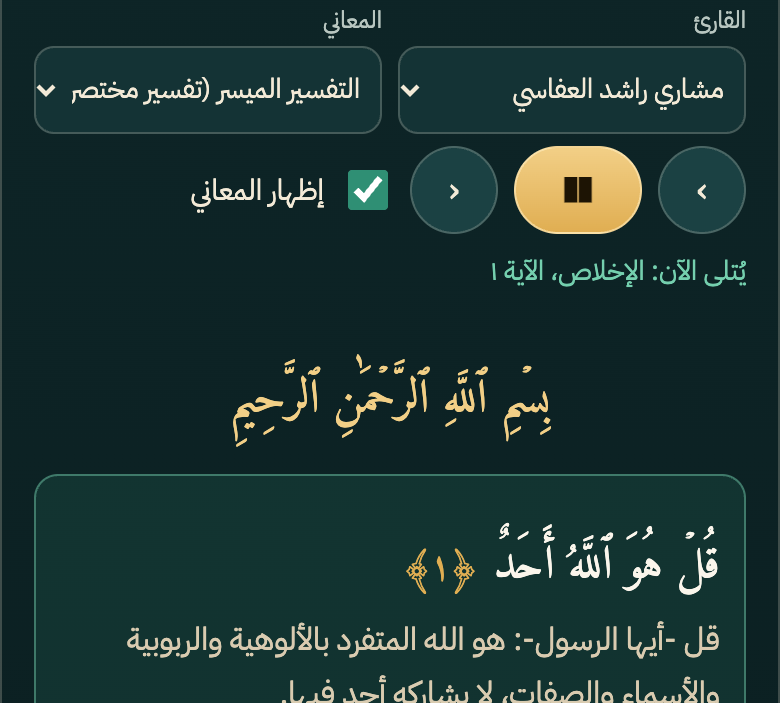 القارئ
المعاني
مشاري راشد العفاسي
التفسير الميسر (تفسير مختصر
إظهار المعاني
يُتلى الآن: الإخلاص، الآية ١
بِسۡمِ ٱللَّهِ ٱلرَّحۡمَٰنِ ٱلرَّحِيمِ
قُلۡ هُوَ ٱللَّهُ أَحَدٌ ﴿١﴾
قل -أيها الرسول-: هو الله المتفرد بالألوهية والربوبية
والأسماء والصفات، لا يشاركه أحد فيها.